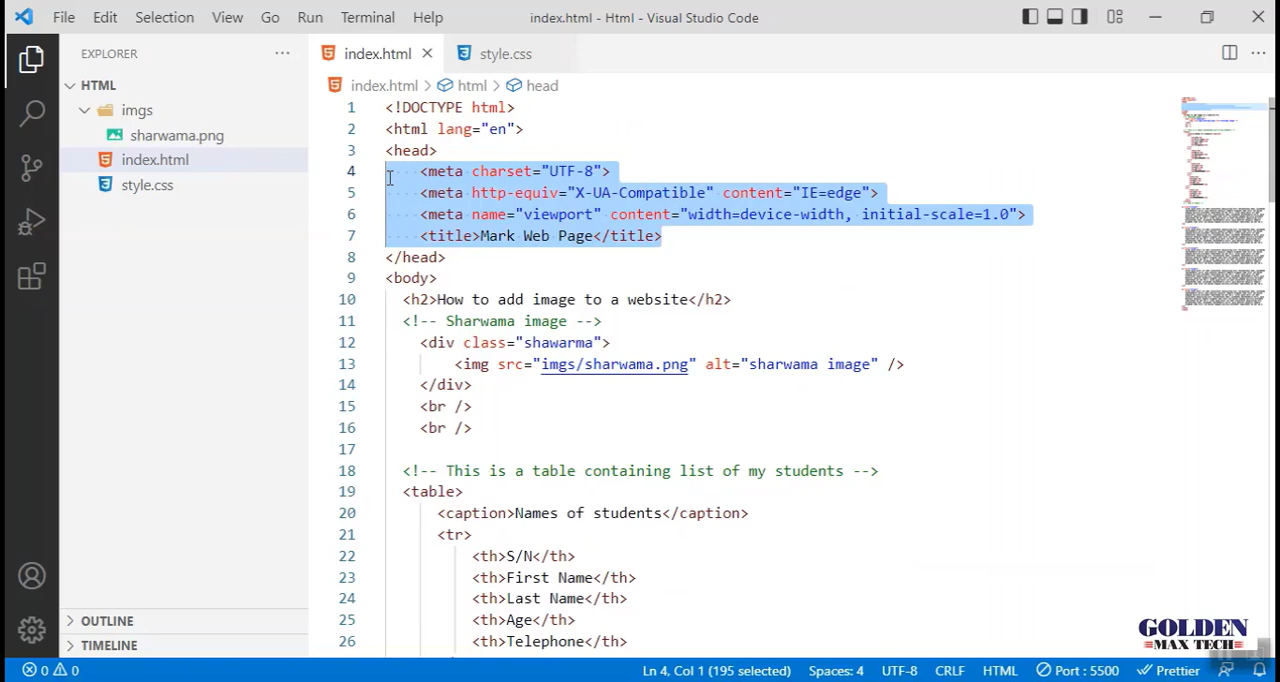 File Edit Selection View Go Run Terminal Help index.html - Html - Visual Studio Code
EXPLORER
HTML
imgs
sharwama.png
index.html
style.css
OUTLINE
TIMELINE
index.html style.css
index.html > html > head
1 <!DOCTYPE html>
2 <html lang="en">
3 <head>
4 <meta charset="UTF-8">
5 <meta http-equiv="X-UA-Compatible" content="IE=edge">
6 <meta name="viewport" content="width=device-width, initial-scale=1.0">
7 <title>Mark Web Page</title>
8 </head>
9 <body>
10 <h2>How to add image to a website</h2>
11 <!-- Sharwama image -->
12 <div class="shawarma">
13 <img src="imgs/sharwama.png" alt="sharwama image" />
14 </div>
15 <br />
16 <br />
17
18 <!-- This is a table containing list of my students -->
19 <table>
20 <caption>Names of students</caption>
21 <tr>
22 <th>S/N</th>
23 <th>First Name</th>
24 <th>Last Name</th>
25 <th>Age</th>
26 <th>Telephone</th>
GOLDEN
MAX TECH
0 0 Ln 4, Col 1 (195 selected) Spaces: 4 UTF-8 CRLF HTML Port : 5500 Prettier